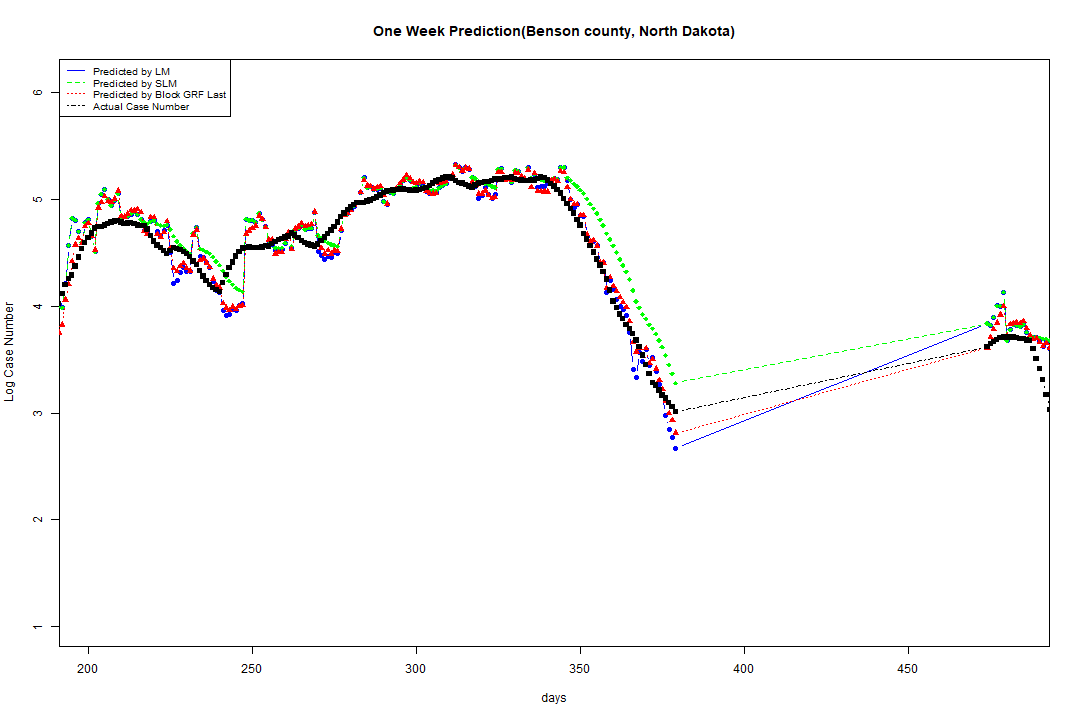 One Week Prediction(Benson county, North Dakota)
Predicted by LM
Predicted by SLM
Predicted by Block GRF Last
Actual Case Number
Log Case Number
6
5
4
3
2
1
200 250 300 350 400 450
days